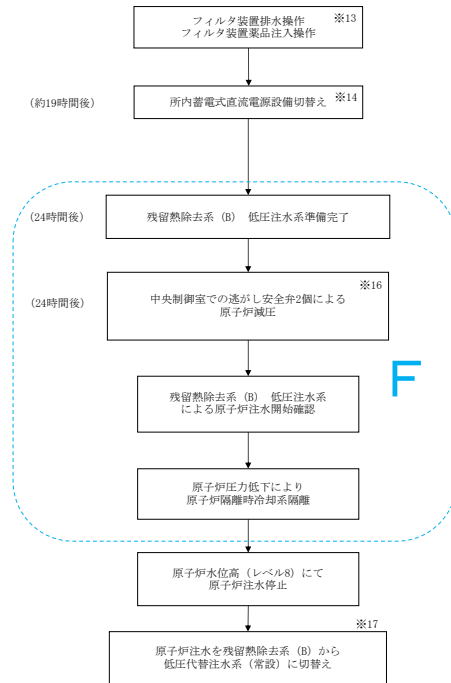 ※13
フィルタ装置排水操作
フィルタ装置薬品注入操作
(約19時間後)
所内蓄電式直流電源設備切替え
※14
(24時間後)
残留熱除去系(B) 低圧注水系準備完了
※16
(24時間後)
中央制御室での逃がし安全弁2個による
原子炉減圧
F
残留熱除去系(B) 低圧注水系
による原子炉注水開始確認
原子炉圧力低下により
原子炉隔離時冷却系隔離
原子炉水位高(レベル8)にて
原子炉注水停止
※17
原子炉注水を残留熱除去系(B)から
低圧代替注水系(常設)に切替え